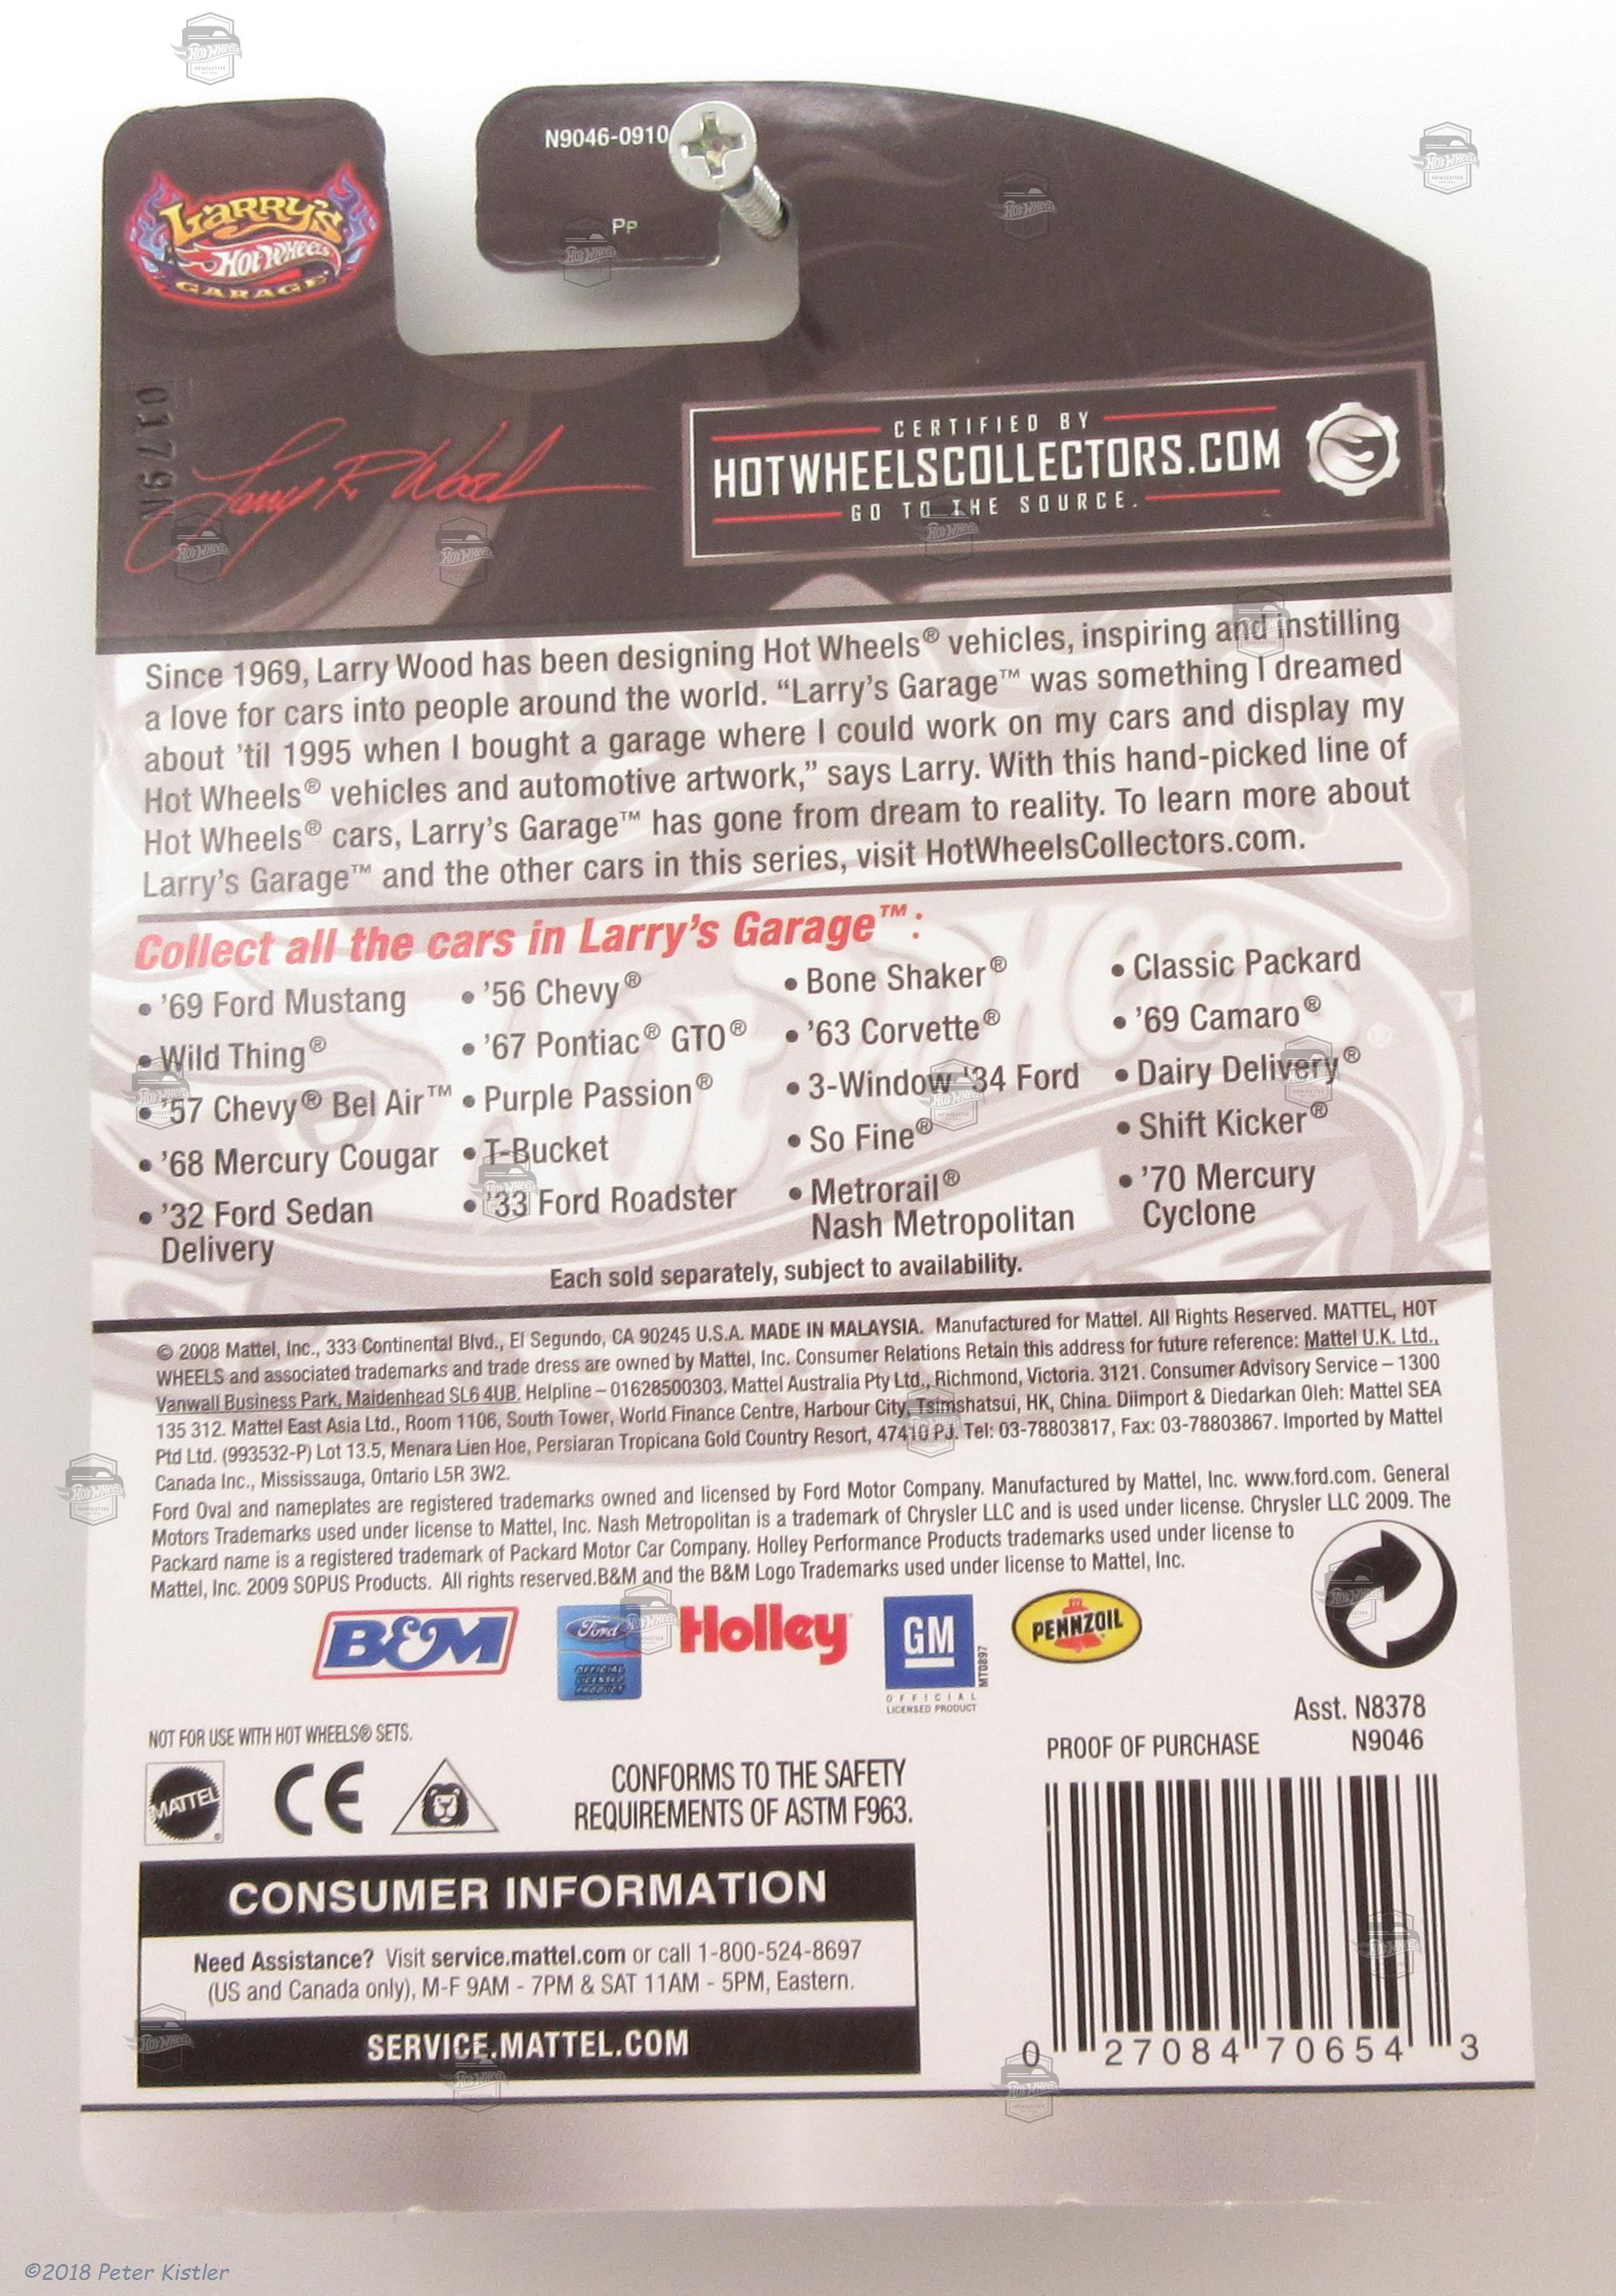 N9046-0910
Pp
LARRY'S
Hot Wheels
GARAGE
0179N
Larry R. Wood
CERTIFIED BY
HOTWHEELSCOLLECTORS.COM
GO TO THE SOURCE.
Since 1969, Larry Wood has been designing Hot Wheels® vehicles, inspiring and instilling
a love for cars into people around the world. “Larry’s Garage™ was something I dreamed
about ’til 1995 when I bought a garage where I could work on my cars and display my
Hot Wheels® vehicles and automotive artwork,” says Larry. With this hand-picked line of
Hot Wheels® cars, Larry’s Garage™ has gone from dream to reality. To learn more about
Larry’s Garage™ and the other cars in this series, visit HotWheelsCollectors.com.
Collect all the cars in Larry’s Garage™:
• ’69 Ford Mustang
• Wild Thing®
• ’57 Chevy® Bel Air™
• ’68 Mercury Cougar
• ’32 Ford Sedan
Delivery
• ’56 Chevy®
• ’67 Pontiac® GTO®
• Purple Passion®
• T-Bucket
• ’33 Ford Roadster
• Bone Shaker®
• ’63 Corvette®
• 3-Window ’34 Ford
• So Fine®
• Metrorail®
Nash Metropolitan
• Classic Packard
• ’69 Camaro®
• Dairy Delivery®
• Shift Kicker®
• ’70 Mercury
Cyclone
Each sold separately, subject to availability.
© 2008 Mattel, Inc., 333 Continental Blvd., El Segundo, CA 90245 U.S.A. MADE IN MALAYSIA. Manufactured for Mattel. All Rights Reserved. MATTEL, HOT
WHEELS and associated trademarks and trade dress are owned by Mattel, Inc. Consumer Relations Retain this address for future reference: Mattel U.K. Ltd.,
Vanwall Business Park, Maidenhead SL6 4UB. Helpline – 01628500303. Mattel Australia Pty Ltd., Richmond, Victoria. 3121. Consumer Advisory Service – 1300
135 312. Mattel East Asia Ltd., Room 1106, South Tower, World Finance Centre, Harbour City, Tsimshatsui, HK, China. Diimport & Diedarkan Oleh: Mattel SEA
Ptd Ltd. (993532-P) Lot 13.5, Menara Lien Hoe, Persiaran Tropicana Gold Country Resort, 47410 PJ. Tel: 03-78803817, Fax: 03-78803867. Imported by Mattel
Canada Inc., Mississauga, Ontario L5R 3W2.
Ford Oval and nameplates are registered trademarks owned and licensed by Ford Motor Company. Manufactured by Mattel, Inc. www.ford.com. General
Motors Trademarks used under license to Mattel, Inc. Nash Metropolitan is a trademark of Chrysler LLC and is used under license. Chrysler LLC 2009. The
Packard name is a registered trademark of Packard Motor Car Company. Holley Performance Products trademarks used under license to
Mattel, Inc. 2009 SOPUS Products. All rights reserved.B&M and the B&M Logo Trademarks used under license to Mattel, Inc.
B&M
Ford
OFFICIAL
LICENSED
PRODUCT
Holley
GM
MT0897
OFFICIAL
LICENSED PRODUCT
PENNZOIL
NOT FOR USE WITH HOT WHEELS® SETS.
MATTEL
®
CE
CONFORMS TO THE SAFETY
REQUIREMENTS OF ASTM F963.
Asst. N8378
PROOF OF PURCHASE N9046
CONSUMER INFORMATION
Need Assistance? Visit service.mattel.com or call 1-800-524-8697
(US and Canada only), M-F 9AM - 7PM & SAT 11AM - 5PM, Eastern.
SERVICE.MATTEL.COM
0 27084 70654 3
©2018 Peter Kistler